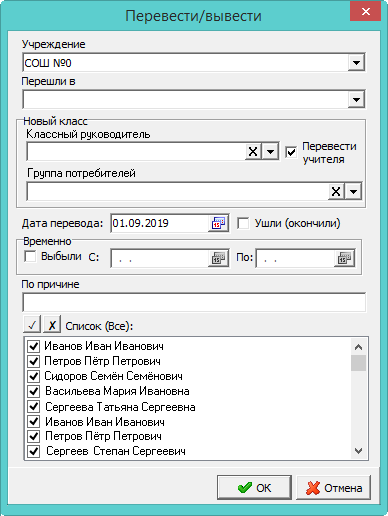 Перевести/вывести
Учреждение
СОШ №0
Перешли в
Новый класс
Классный руководитель
Перевести
учителя
Группа потребителей
Дата перевода: 01.09.2019 Ушли (окончили)
Временно
Выбыли С: . . По: . .
По причине
Список (Все):
Иванов Иван Иванович
Петров Пётр Петрович
Сидоров Семён Семёнович
Васильева Мария Ивановна
Сергеева Татьяна Сергеевна
Иванов Иван Иванович
Петров Пётр Петрович
Сергеев Степан Сергеевич
ОК Отмена